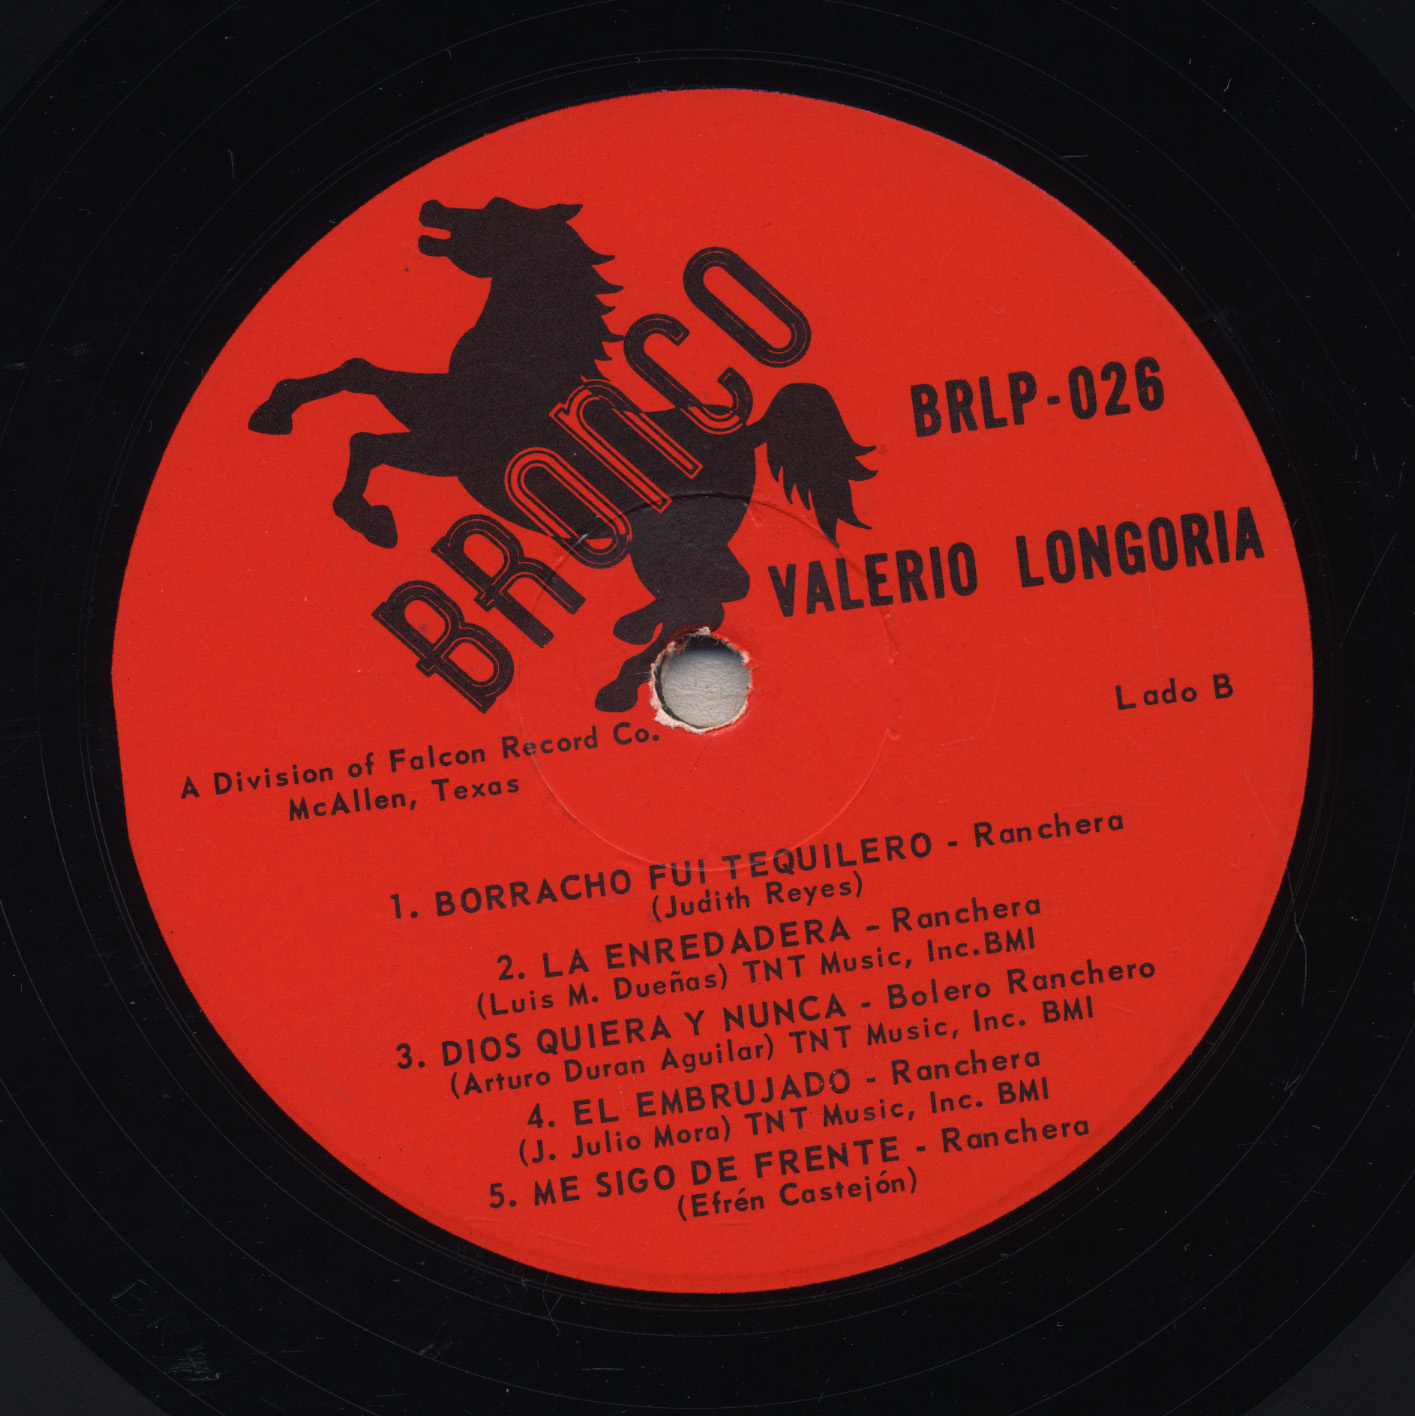 BRONCO
BRLP-026
VALERIO LONGORIA
Lado B
A Division of Falcon Record Co.
McAllen, Texas
1. BORRACHO FUI TEQUILERO - Ranchera
(Judith Reyes)
2. LA ENREDADERA - Ranchera
(Luis M. Dueñas) TNT Music, Inc.BMI
3. DIOS QUIERA Y NUNCA - Bolero Ranchero
(Arturo Duran Aguilar) TNT Music, Inc. BMI
4. EL EMBRUJADO - Ranchera
(J. Julio Mora) TNT Music, Inc. BMI
5. ME SIGO DE FRENTE - Ranchera
(Efrén Castejón)